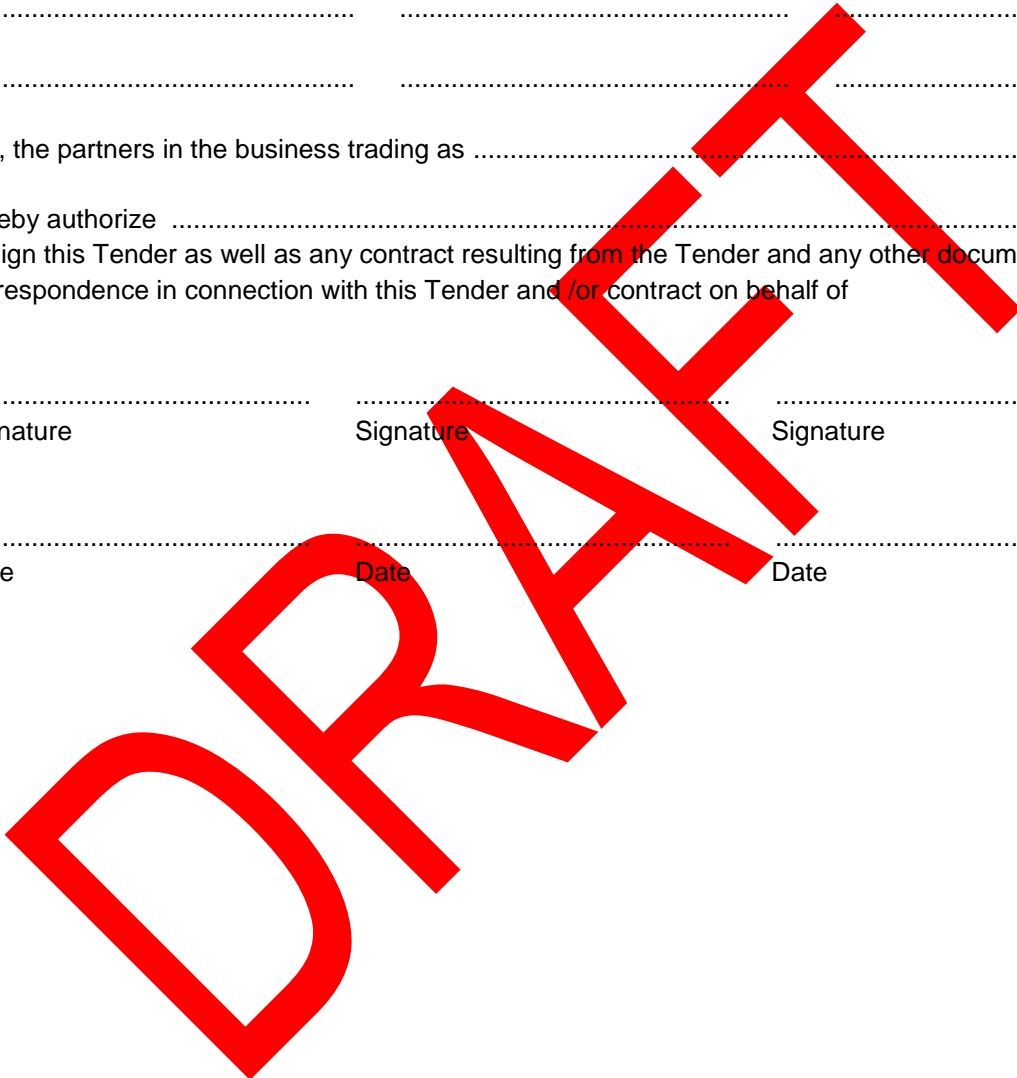 .................................................. ....................................................... ..........................
.................................................. ....................................................... ..........................
, the partners in the business trading as .............................................................................
eby authorize .......................................................................................................................
ign this Tender as well as any contract resulting from the Tender and any other docum
respondence in connection with this Tender and /or contract on behalf of
............................................ ..................................................... ..................................
nature Signature Signature
............................................ ..................................................... ..................................
e Date Date
DRAFT